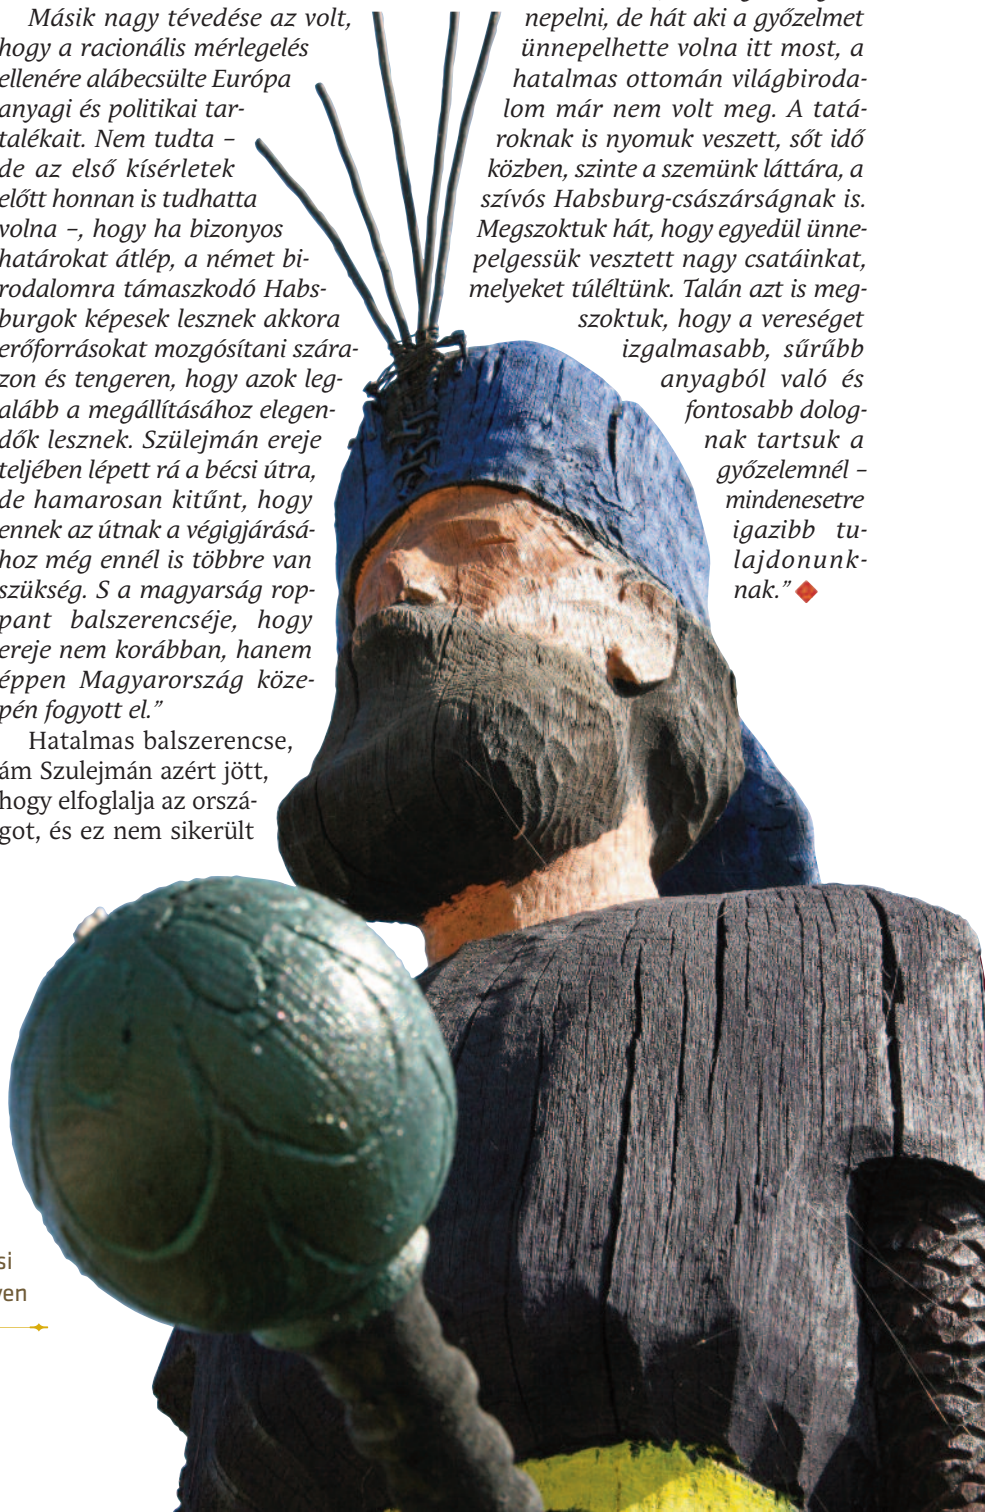 Másik nagy tévedése az volt,
hogy a racionális mérlegelés
ellenére alábecsülte Európa
anyagi és politikai tar-
talékait. Nem tudta –
de az első kísérletek
előtt honnan is tudhatta
volna –, hogy ha bizonyos
határokat átlép, a német bi-
rodalomra támaszkodó Habs-
burgok képesek lesznek akkora
erőforrásokat mozgósítani szára-
zon és tengeren, hogy azok leg-
alább a megállításához elegen-
dők lesznek. Szülejmán ereje
teljében lépett rá a bécsi útra,
de hamarosan kitűnt, hogy
ennek az útnak a végigjárásá-
hoz még ennél is többre van
szükség. S a magyarság rop-
pant balszerencséje, hogy
ereje nem korábban, hanem
éppen Magyarország köze-
pén fogyott el.”
Hatalmas balszerencse,
ám Szulejmán azért jött,
hogy elfoglalja az orszá-
got, és ez nem sikerült
si
ven
nepelni, de hát aki a győzelmet
ünnepelhette volna itt most, a
hatalmas ottomán világbiroda-
lom már nem volt meg. A tatá-
roknak is nyomuk veszett, sőt idő
közben, szinte a szemünk láttára, a
szívós Habsburg-császárságnak is.
Megszoktuk hát, hogy egyedül ünne-
pelgessük vesztett nagy csatáinkat,
melyeket túléltünk. Talán azt is meg-
szoktuk, hogy a vereséget
izgalmasabb, sűrűbb
anyagból való és
fontosabb dolog-
nak tartsuk a
győzelemnél –
mindenesetre
igazibb tu-
lajdonunk-
nak.”